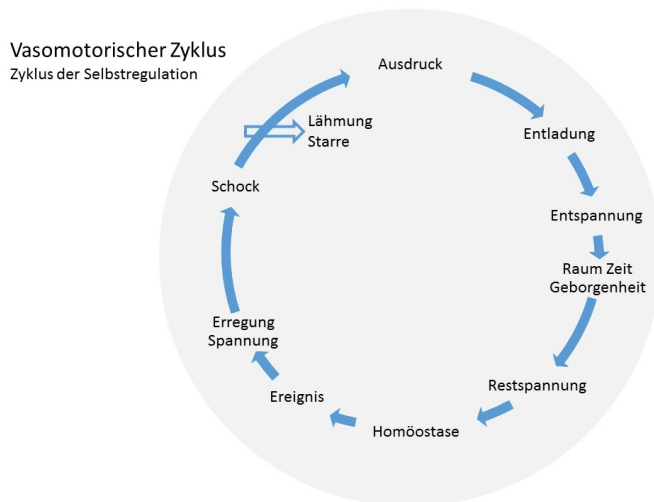 Vasomotorischer Zyklus
Zyklus der Selbstregulation
Ausdruck
Entladung
Entspannung
Raum Zeit
Geborgenheit
Restspannung
Homöostase
Ereignis
Erregung
Spannung
Schock
Lähmung
Starre